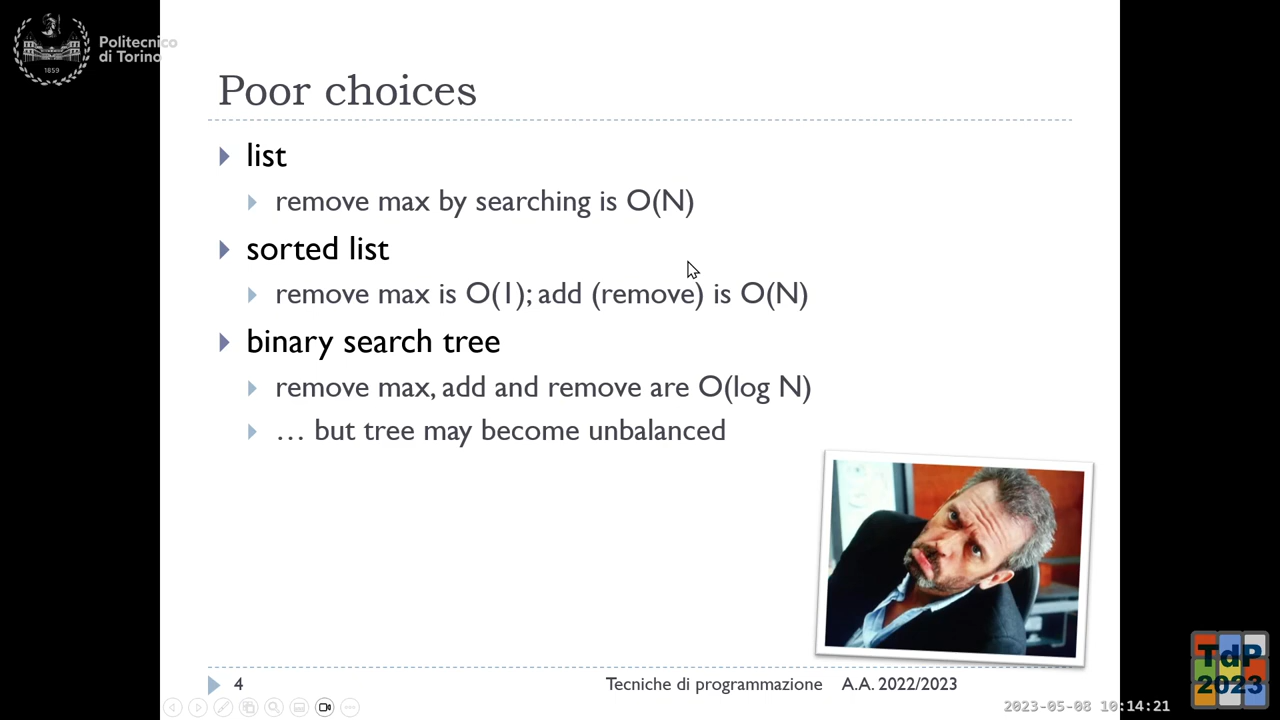 Politecnico
di Torino
1859
Poor choices
list
remove max by searching is O(N)
sorted list
remove max is O(1); add (remove) is O(N)
binary search tree
remove max, add and remove are O(log N)
… but tree may become unbalanced
4
Tecniche di programmazione A.A. 2022/2023
TdP
2023
2023-05-08 10:14:21